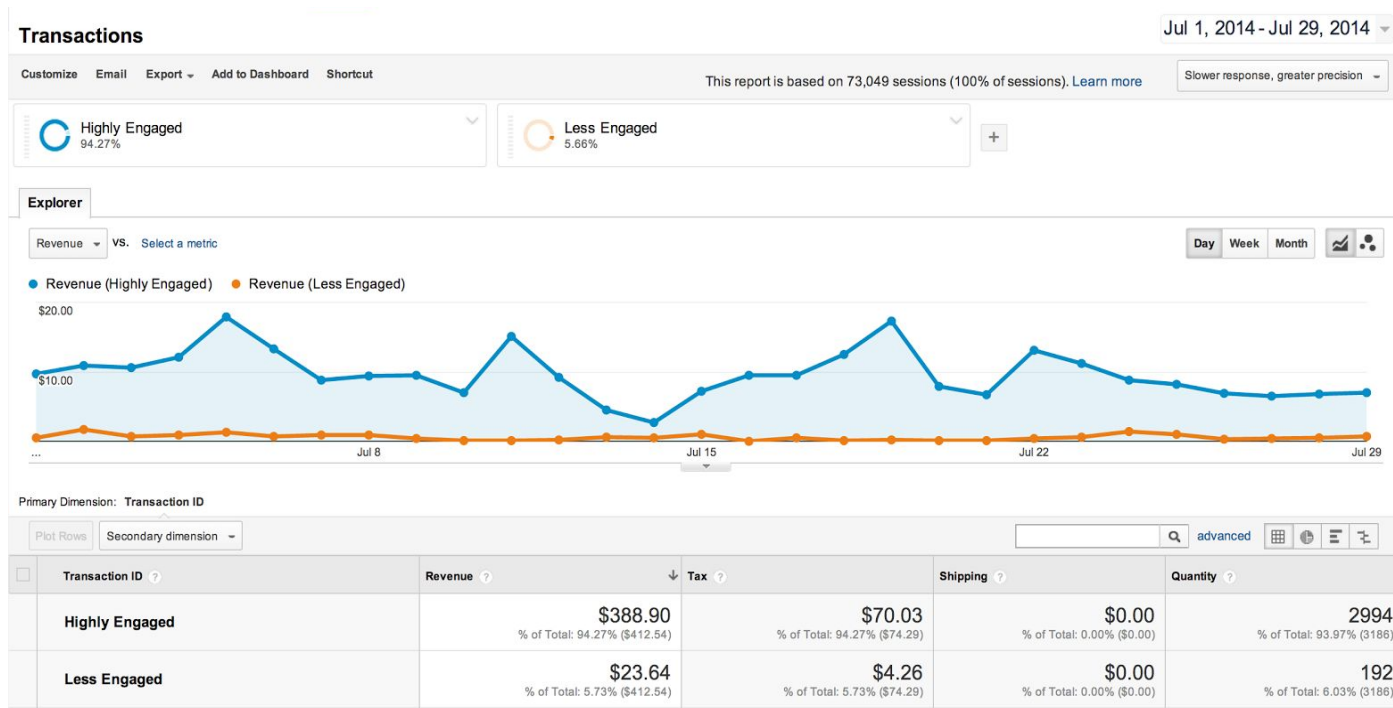 Transactions
Jul 1, 2014 - Jul 29, 2014
Customize Email Export Add to Dashboard Shortcut
This report is based on 73,049 sessions (100% of sessions). Learn more
Slower response, greater precision
Highly Engaged
94.27%
Less Engaged
5.66%
+
Explorer
Revenue VS. Select a metric
Day Week Month
Revenue (Highly Engaged) Revenue (Less Engaged)
$20.00
$10.00
... Jul 8 Jul 15 Jul 22 Jul 29
Primary Dimension: Transaction ID
Plot Rows Secondary dimension advanced
Transaction ID ? Revenue ? Tax ? Shipping ? Quantity ?
Highly Engaged $388.90 $70.03 $0.00 2994
% of Total: 94.27% ($412.54) % of Total: 94.27% ($74.29) % of Total: 0.00% ($0.00) % of Total: 93.97% (3186)
Less Engaged $23.64 $4.26 $0.00 192
% of Total: 5.73% ($412.54) % of Total: 5.73% ($74.29) % of Total: 0.00% ($0.00) % of Total: 6.03% (3186)